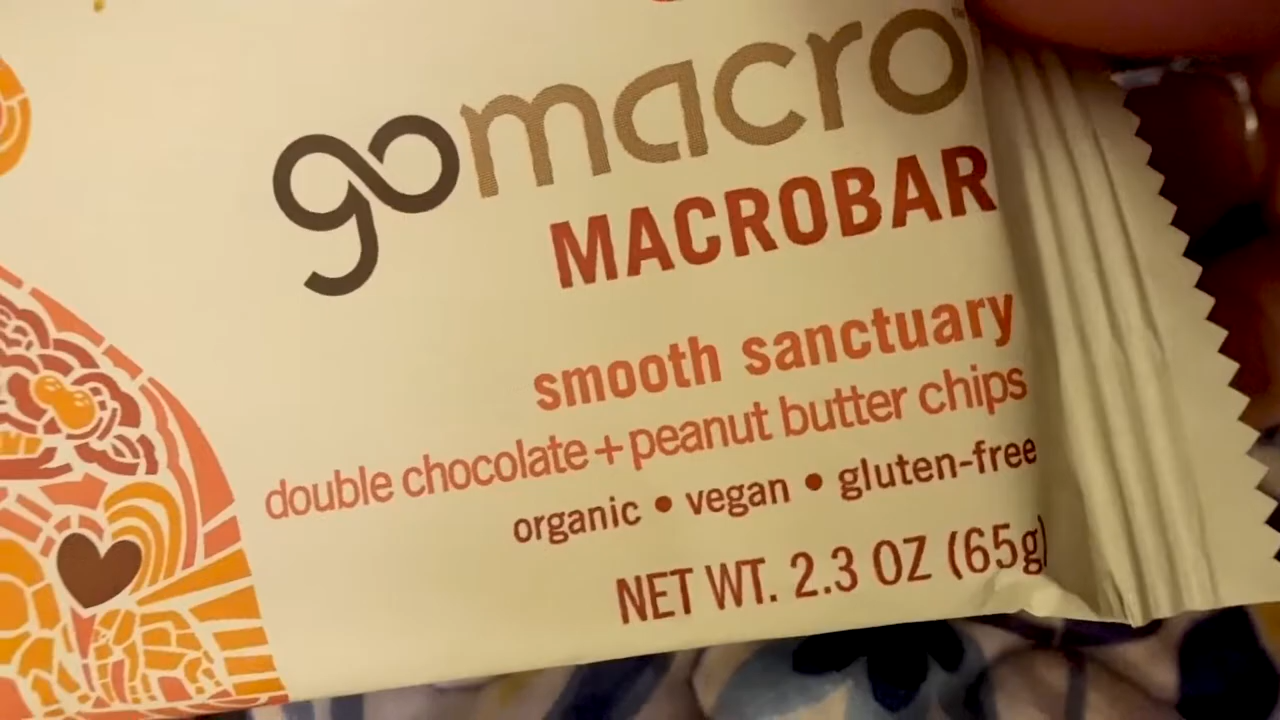 gomacro
MACROBAR
smooth sanctuary
double chocolate + peanut butter chips
organic • vegan • gluten-free
NET WT. 2.3 OZ (65g)